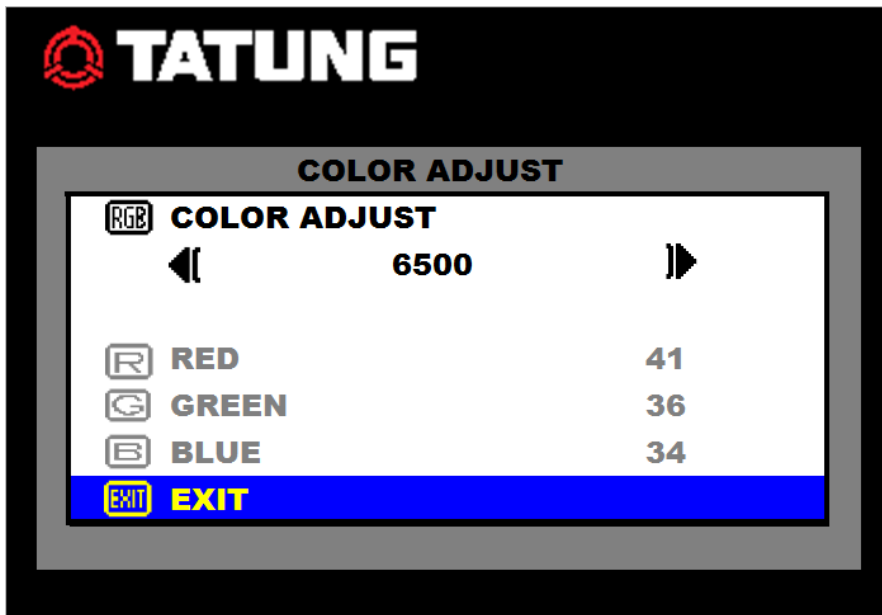 TATUNG
COLOR ADJUST
RGB COLOR ADJUST
6500
R RED 41
G GREEN 36
B BLUE 34
EXIT EXIT